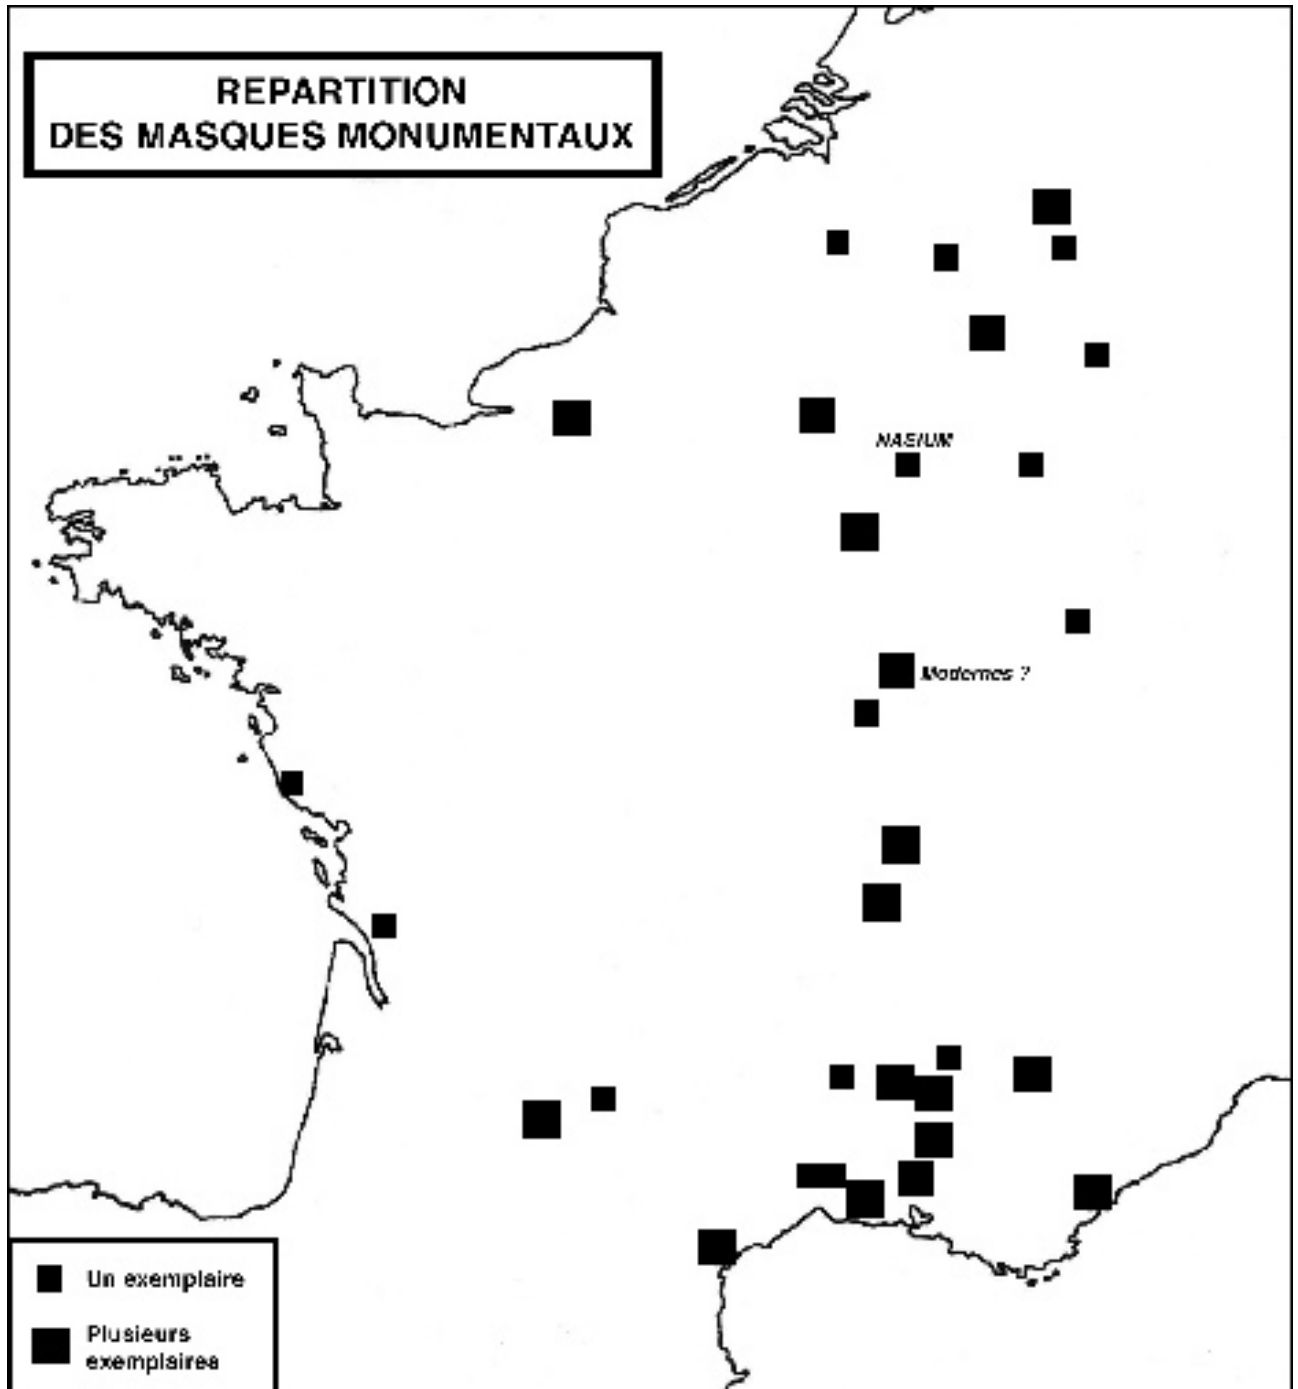 REPARTITION
DES MASQUES MONUMENTAUX
NASIUM
Modernes ?
Un exemplaire
Plusieurs
exemplaires